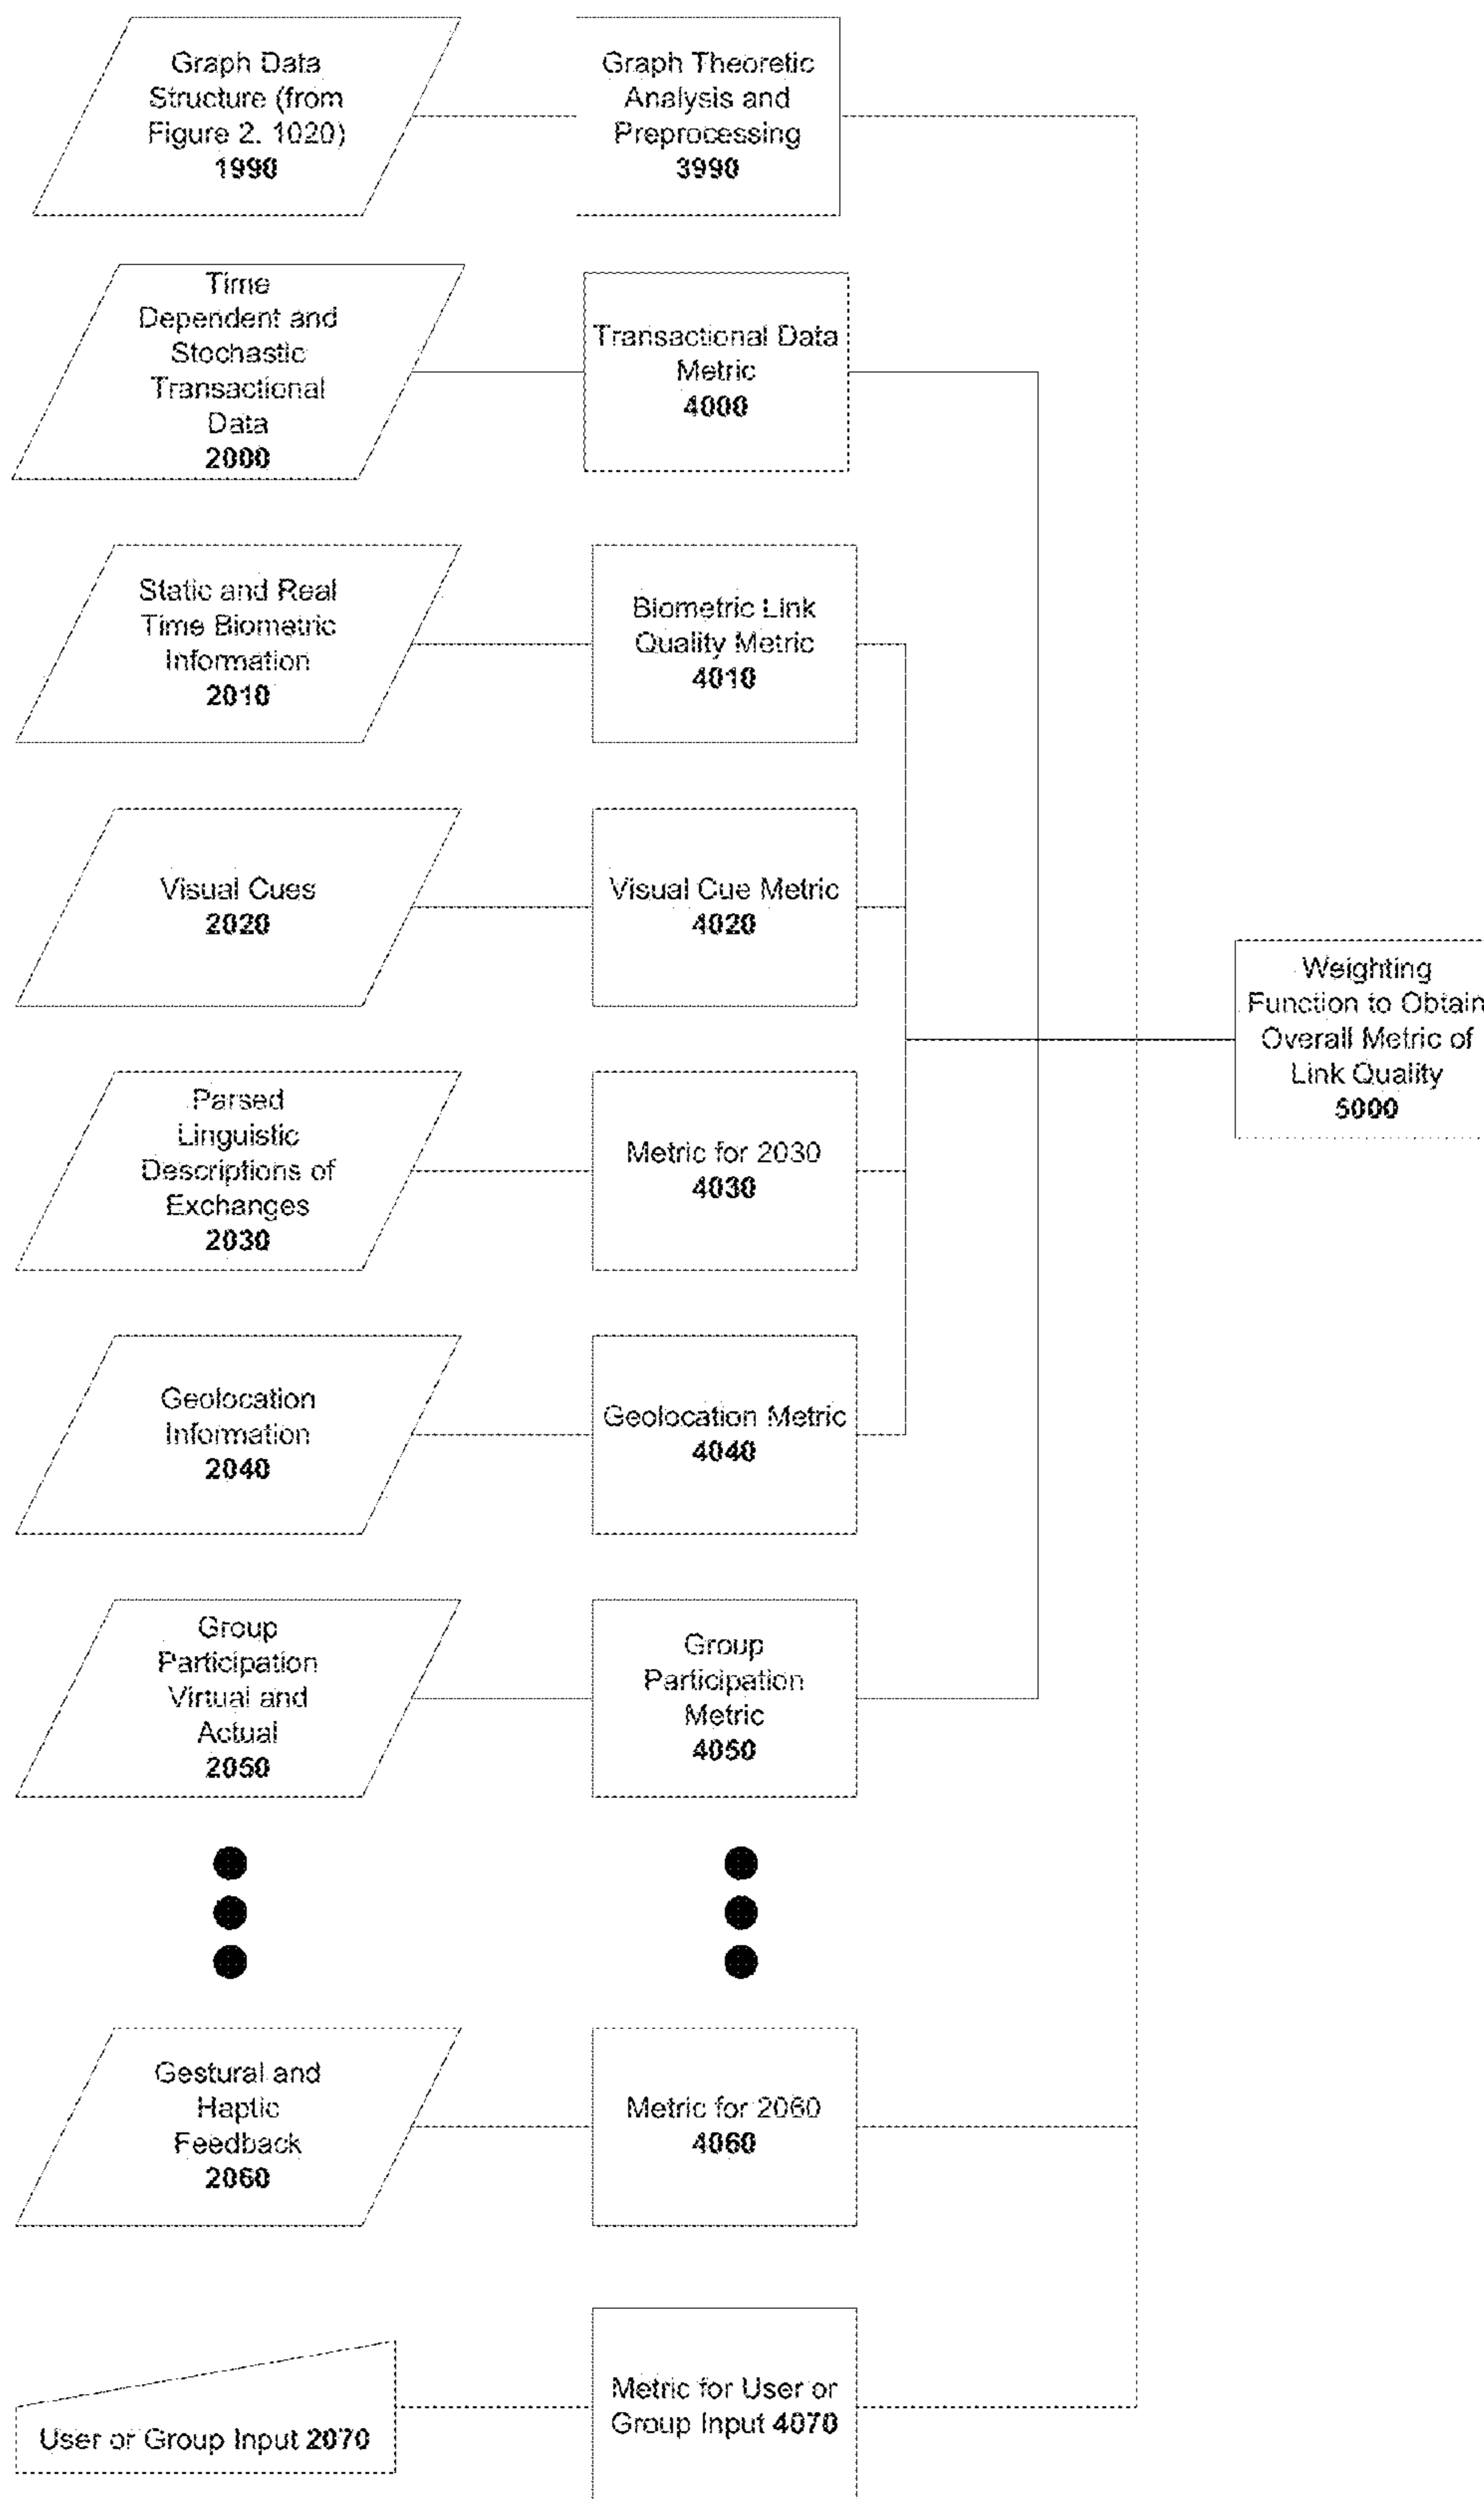 Graph Data
Structure (from
Figure 2. 1020)
1990
Graph Theoretic
Analysis and
Preprocessing
3990
Time
Dependent and
Stochastic
Transactional
Data
2000
Transactional Data
Metric
4000
Static and Real
Time Biometric
Information
2010
Biometric Link
Quality Metric
4010
Visual Cues
2020
Visual Cue Metric
4020
Weighting
Function to Obtain
Overall Metric of
Link Quality
5000
Parsed
Linguistic
Descriptions of
Exchanges
2030
Metric for 2030
4030
Geolocation
Information
2040
Geolocation Metric
4040
Group
Participation
Virtual and
Actual
2050
Group
Participation
Metric
4050
Gestural and
Haptic
Feedback
2060
Metric for 2060
4060
User or Group Input 2070
Metric for User or
Group Input 4070